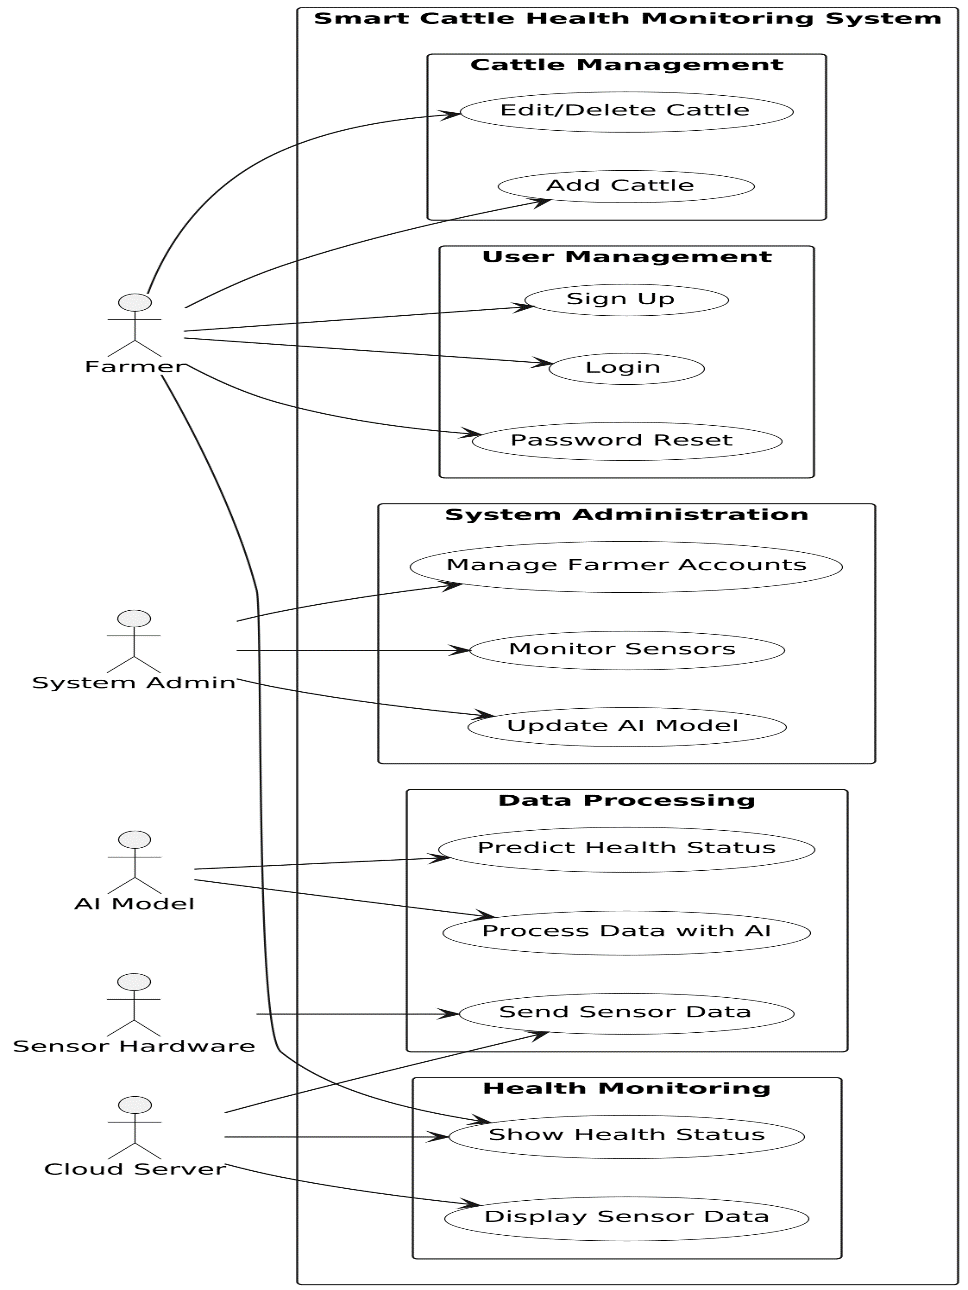 Smart Cattle Health Monitoring System
Cattle Management
Edit/Delete Cattle
Add Cattle
User Management
Sign Up
Login
Password Reset
Farmer
System Administration
Manage Farmer Accounts
Monitor Sensors
Update AI Model
System Admin
Data Processing
Predict Health Status
Process Data with AI
Send Sensor Data
AI Model
Sensor Hardware
Health Monitoring
Show Health Status
Display Sensor Data
Cloud Server